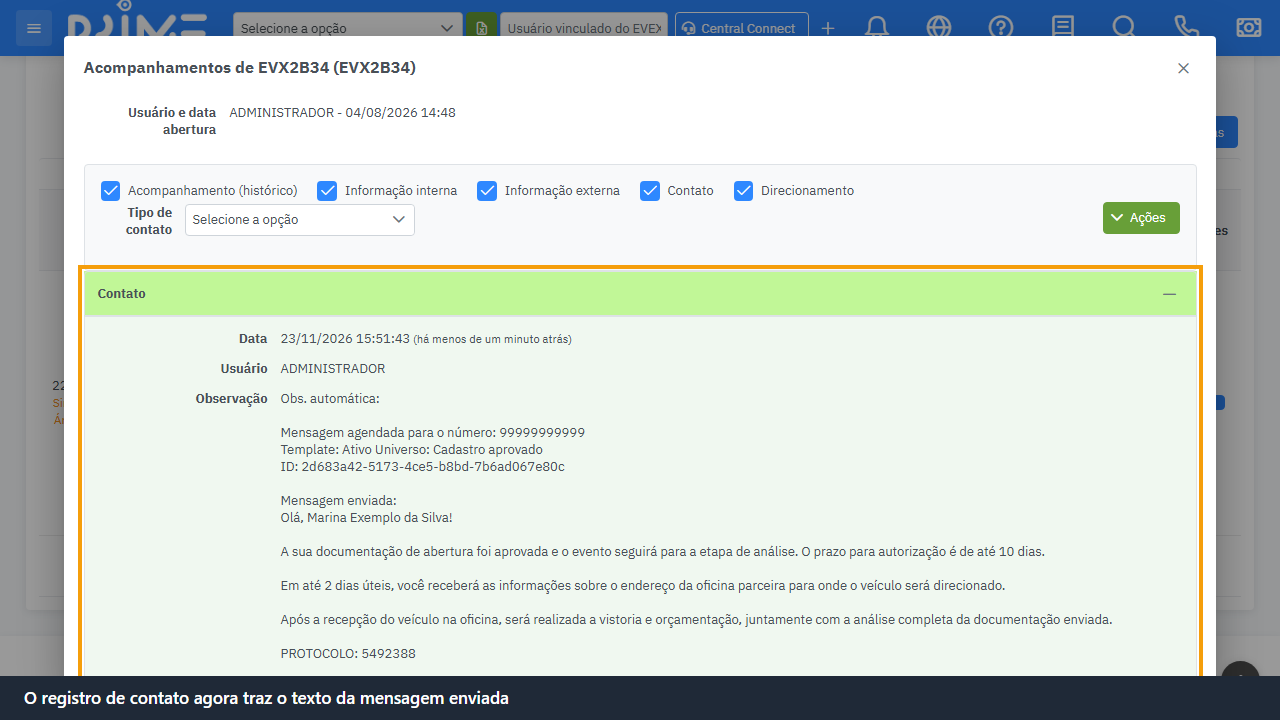 Selecione a opção
Usuário vinculado do EVEX
Central Connect
Acompanhamentos de EVX2B34 (EVX2B34)
Usuário e data abertura
ADMINISTRADOR - 04/08/2026 14:48
Acompanhamento (histórico)
Informação interna
Informação externa
Contato
Direcionamento
Tipo de contato
Selecione a opção
Ações
Contato
Data
23/11/2026 15:51:43 (há menos de um minuto atrás)
Usuário
ADMINISTRADOR
Observação
Obs. automática:
Mensagem agendada para o número: 99999999999
Template: Ativo Universo: Cadastro aprovado
ID: 2d683a42-5173-4ce5-b8bd-7b6ad067e80c
Mensagem enviada:
Olá, Marina Exemplo da Silva!
A sua documentação de abertura foi aprovada e o evento seguirá para a etapa de análise. O prazo para autorização é de até 10 dias.
Em até 2 dias úteis, você receberá as informações sobre o endereço da oficina parceira para onde o veículo será direcionado.
Após a recepção do veículo na oficina, será realizada a vistoria e orçamentação, juntamente com a análise completa da documentação enviada.
PROTOCOLO: 5492388
O registro de contato agora traz o texto da mensagem enviada